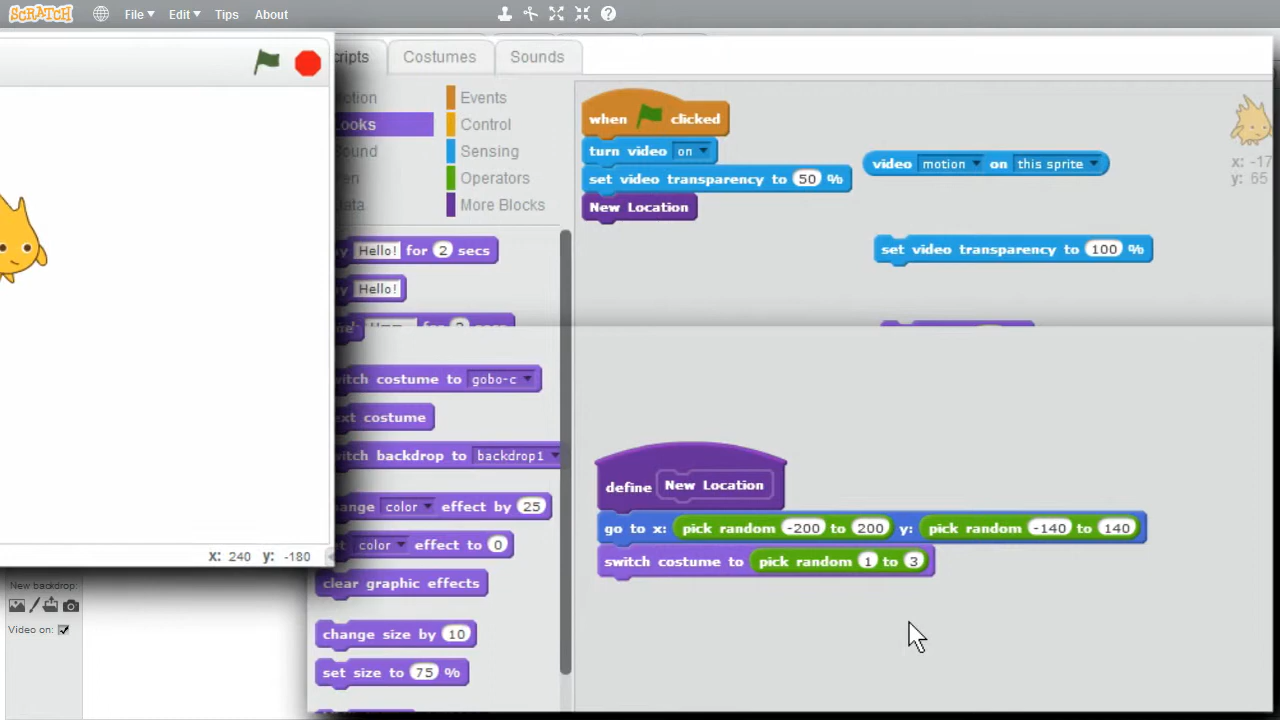 SCRATCH File Edit Tips About
Costumes Sounds
Events
Looks Control
Sensing
Operators
More Blocks
when clicked
turn video on
set video transparency to 50 %
New Location
video motion on this sprite
y: 65
set video transparency to 100 %
Hello! for 2 secs
Hello!
define New Location
go to x: pick random -200 to 200 y: pick random -140 to 140
switch costume to pick random 1 to 3
costume to gobo-c
costume
backdrop to backdrop1
color effect by 25
color effect to 0
clear graphic effects
change size by 10
set size to 75 %
x: 240 y: -180
New backdrop:
Video on: